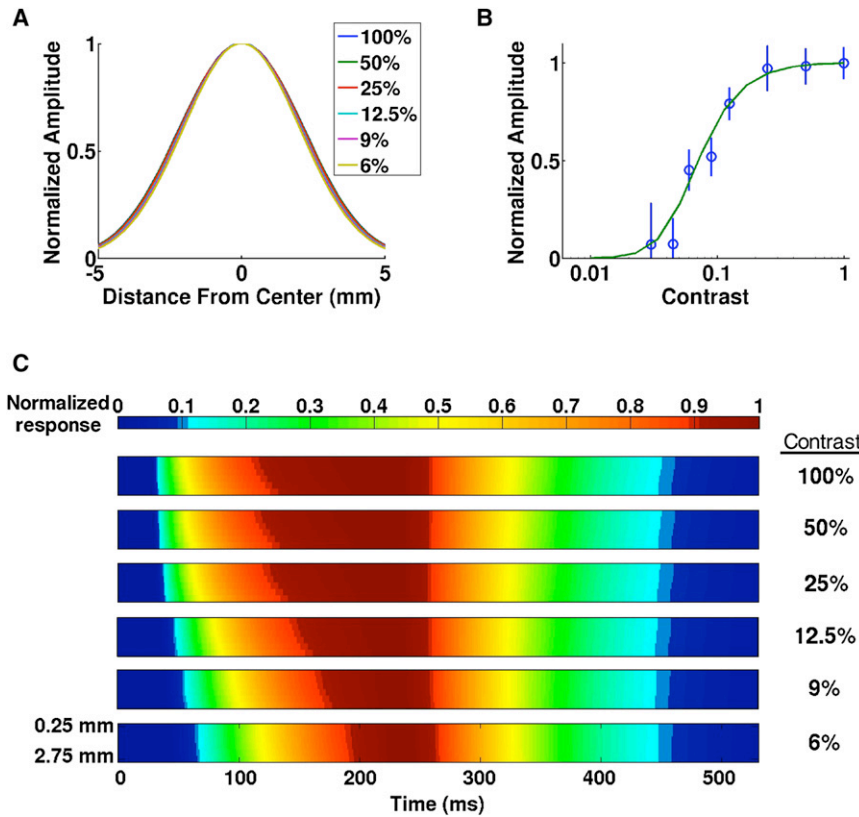 A
Normalized Amplitude
1
0.5
0
-5
0
5
Distance From Center (mm)
100%
50%
25%
12.5%
9%
6%
B
Normalized Amplitude
1
0.5
0
0.01
0.1
1
Contrast
C
Normalized response
0 0.1 0.2 0.3 0.4 0.5 0.6 0.7 0.8 0.9 1
Contrast
100%
50%
25%
12.5%
9%
0.25 mm
6%
2.75 mm
0 100 200 300 400 500
Time (ms)